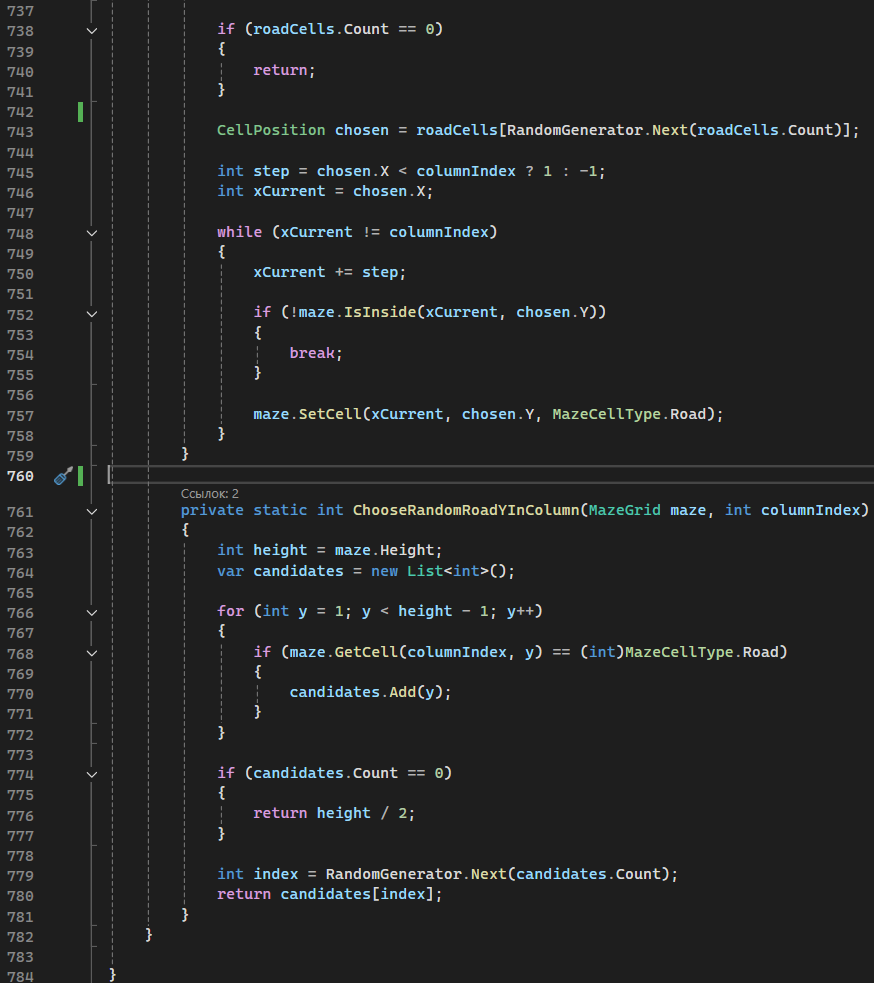 737
738 if (roadCells.Count == 0)
739 {
740 return;
741 }
742
743 CellPosition chosen = roadCells[RandomGenerator.Next(roadCells.Count)];
744
745 int step = chosen.X < columnIndex ? 1 : -1;
746 int xCurrent = chosen.X;
747
748 while (xCurrent != columnIndex)
749 {
750 xCurrent += step;
751
752 if (!maze.IsInside(xCurrent, chosen.Y))
753 {
754 break;
755 }
756
757 maze.SetCell(xCurrent, chosen.Y, MazeCellType.Road);
758 }
759 }
760
Ссылок: 2
761 private static int ChooseRandomRoadYInColumn(MazeGrid maze, int columnIndex)
762 {
763 int height = maze.Height;
764 var candidates = new List<int>();
765
766 for (int y = 1; y < height - 1; y++)
767 {
768 if (maze.GetCell(columnIndex, y) == (int)MazeCellType.Road)
769 {
770 candidates.Add(y);
771 }
772 }
773
774 if (candidates.Count == 0)
775 {
776 return height / 2;
777 }
778
779 int index = RandomGenerator.Next(candidates.Count);
780 return candidates[index];
781 }
782 }
783
784 }